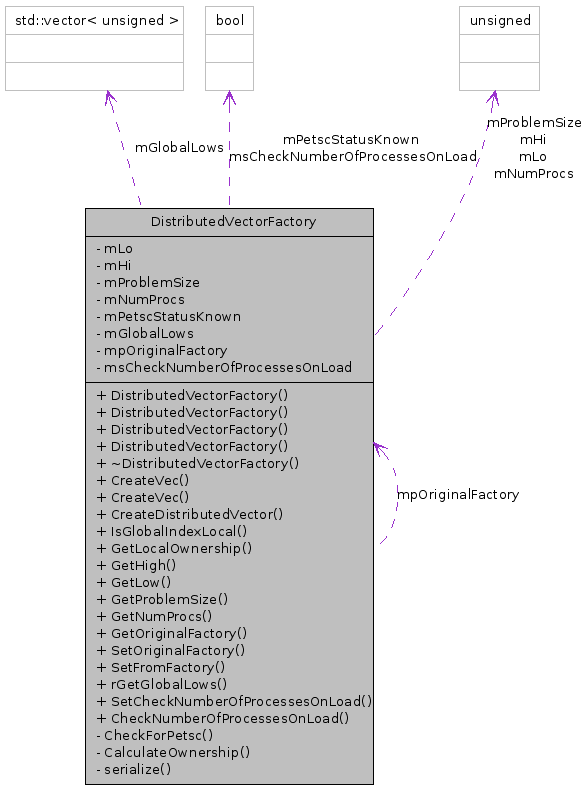 std::vector< unsigned >
bool
unsigned
mGlobalLows
mPetscStatusKnown
msCheckNumberOfProcessesOnLoad
mProblemSize
mHi
mLo
mNumProcs
DistributedVectorFactory
- mLo
- mHi
- mProblemSize
- mNumProcs
- mPetscStatusKnown
- mGlobalLows
- mpOriginalFactory
- msCheckNumberOfProcessesOnLoad
+ DistributedVectorFactory()
+ DistributedVectorFactory()
+ DistributedVectorFactory()
+ DistributedVectorFactory()
+ ~DistributedVectorFactory()
+ CreateVec()
+ CreateVec()
+ CreateDistributedVector()
+ IsGlobalIndexLocal()
+ GetLocalOwnership()
+ GetHigh()
+ GetLow()
+ GetProblemSize()
+ GetNumProcs()
+ GetOriginalFactory()
+ SetOriginalFactory()
+ SetFromFactory()
+ rGetGlobalLows()
+ SetCheckNumberOfProcessesOnLoad()
+ CheckNumberOfProcessesOnLoad()
- CheckForPetsc()
- CalculateOwnership()
- serialize()
mpOriginalFactory